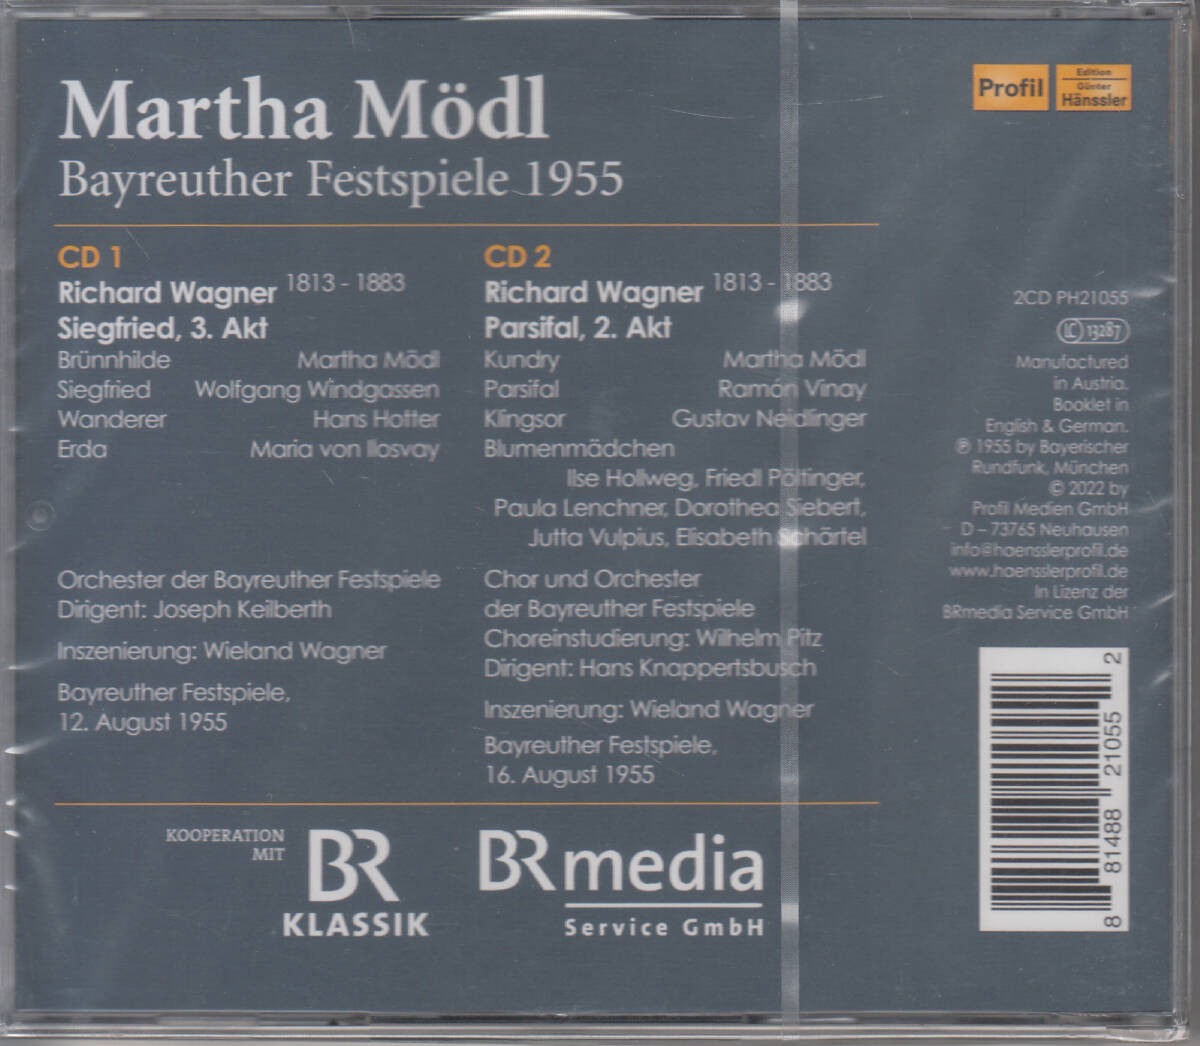 Martha Mödl
Bayreuther Festspiele 1955
Profil
Edition
Günter
Hänssler
CD 1
Richard Wagner 1813 - 1883
Siegfried, 3. Akt
Brünnhilde Martha Mödl
Siegfried Wolfgang Windgassen
Wanderer Hans Hotter
Erda Maria von Ilosvay
Orchester der Bayreuther Festspiele
Dirigent: Joseph Keilberth
Inszenierung: Wieland Wagner
Bayreuther Festspiele,
12. August 1955
CD 2
Richard Wagner 1813 - 1883
Parsifal, 2. Akt
Kundry Martha Mödl
Parsifal Ramón Vinay
Klingsor Gustav Neidlinger
Blumenmädchen
Ilse Hollweg, Friedl Pöltinger,
Paula Lenchner, Dorothea Siebert,
Jutta Vulpius, Elisabeth Schärtel
Chor und Orchester
der Bayreuther Festspiele
Choreinstudierung: Wilhelm Pitz
Dirigent: Hans Knappertsbusch
Inszenierung: Wieland Wagner
Bayreuther Festspiele,
16. August 1955
2CD PH21055
LC 13287
Manufactured
in Austria.
Booklet in
English & German.
℗ 1955 by Bayerischer
Rundfunk, München
© 2022 by
Profil Medien GmbH
D – 73765 Neuhausen
info@haensslerprofil.de
www.haensslerprofil.de
In Lizenz der
BRmedia Service GmbH
8 81488 21055 2
KOOPERATION
MIT
BR
KLASSIK
BR media
Service GmbH